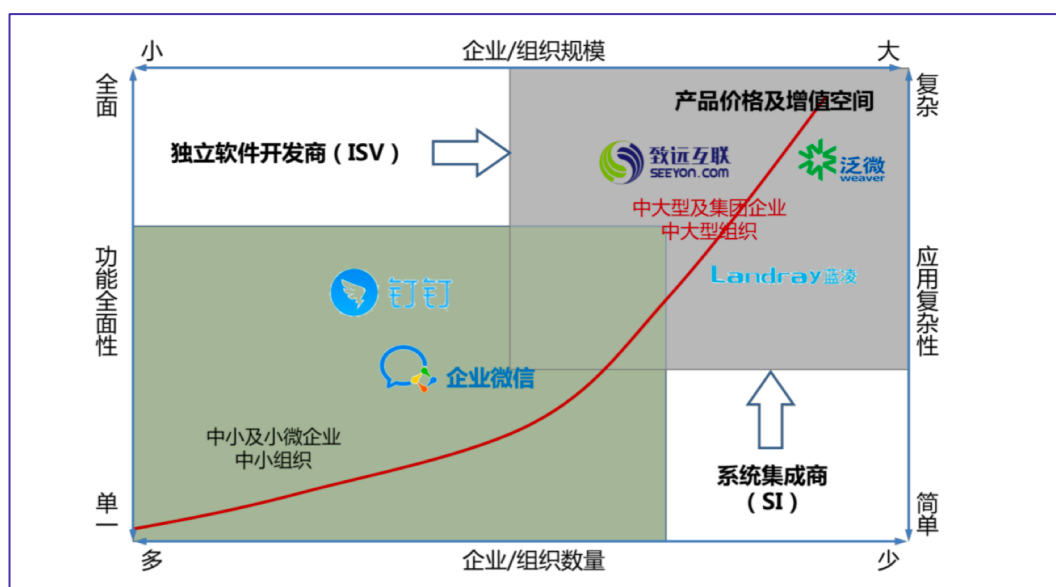 小
企业/组织规模
大
全面
复杂
产品价格及增值空间
独立软件开发商（ISV）
致远互联
SEEYON.COM
泛微
weaver
中大型及集团企业
中大型组织
功能全面性
应用复杂性
钉钉
Landray蓝凌
企业微信
中小及小微企业
中小组织
系统集成商
（SI）
单一
简单
多
企业/组织数量
少